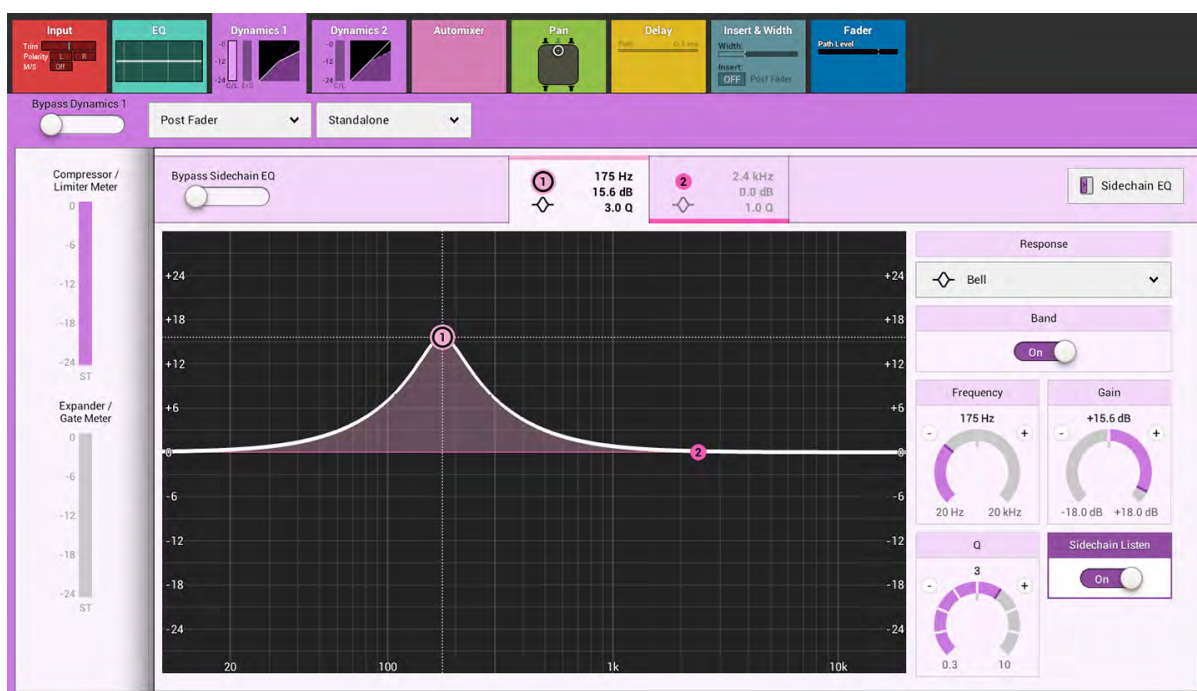 Input
EQ
Dynamics 1
Dynamics 2
Automixer
Pan
Delay
Insert & Width
Fader
Trim
Polarity L R
M/S Off
-0
-12
-24
C/L E/G
-0
-12
-24
C/L
Path 0.3 ms
Width:
Insert:
OFF Post Fader
Path Level
Bypass Dynamics 1
Post Fader
Standalone
Compressor /
Limiter Meter
0
-6
-12
-18
-24
ST
Expander /
Gate Meter
0
-6
-12
-18
-24
ST
Bypass Sidechain EQ
1
175 Hz
15.6 dB
3.0 Q
2
2.4 kHz
0.0 dB
1.0 Q
Sidechain EQ
+24 +24
+18 +18
1
+12 +12
+6 +6
0 2 0
-6 -6
-12 -12
-18 -18
-24 -24
20 100 1k 10k
Response
Bell
Band
On
Frequency
175 Hz
- +
20 Hz 20 kHz
Gain
+15.6 dB
- +
-18.0 dB +18.0 dB
Q
3
- +
0.3 10
Sidechain Listen
On